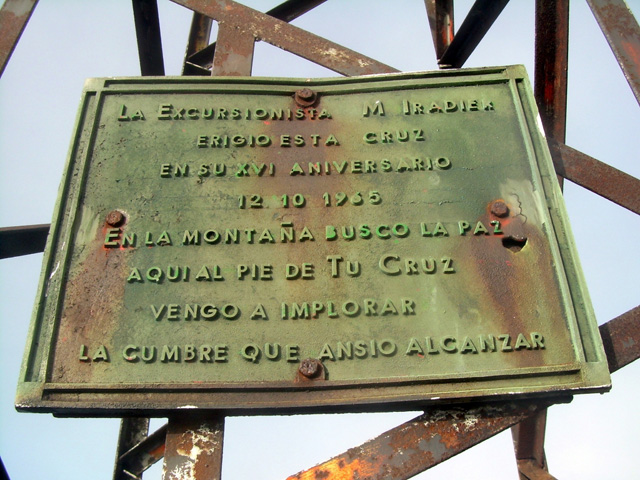 LA EXCURSIONISTA M IRADIER
ERIGIO ESTA CRUZ
EN SU XVI ANIVERSARIO
12 10 1965
EN LA MONTAÑA BUSCO LA PAZ
AQUI AL PIE DE TU CRUZ
VENGO A IMPLORAR
LA CUMBRE QUE ANSIO ALCANZAR